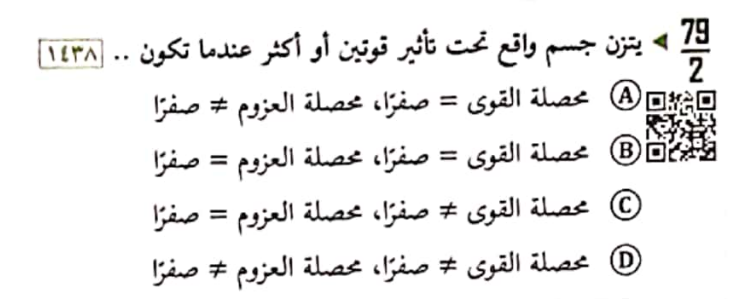 79/2 ◄ يتزن جسم واقع تحت تأثير قوتين أو أكثر عندما تكون .. ١٤٣٨
Ⓐ محصلة القوى = صفرًا، محصلة العزوم ≠ صفرًا
Ⓑ محصلة القوى = صفرًا، محصلة العزوم = صفرًا
Ⓒ محصلة القوى ≠ صفرًا، محصلة العزوم = صفرًا
Ⓓ محصلة القوى ≠ صفرًا، محصلة العزوم ≠ صفرًا